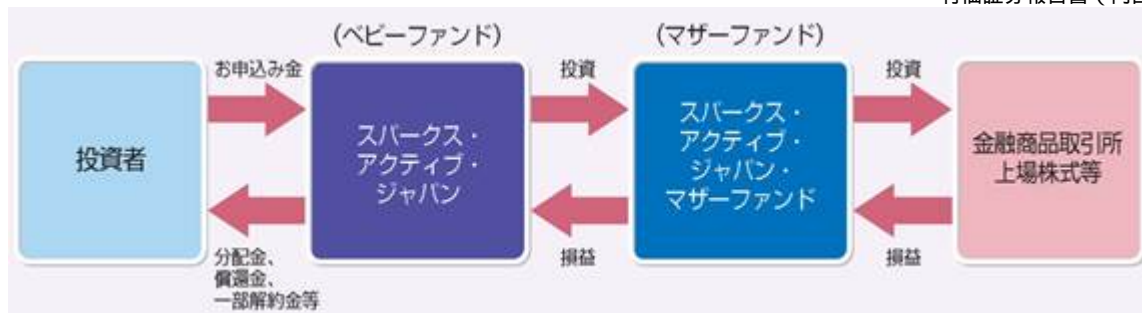 (ベビーファンド)
(マザーファンド)
お申込み金
投資
投資
投資者
スパークス・
アクティブ・
ジャパン
スパークス・
アクティブ・
ジャパン・
マザーファンド
金融商品取引所
上場株式等
分配金、
償還金、
一部解約金等
損益
損益